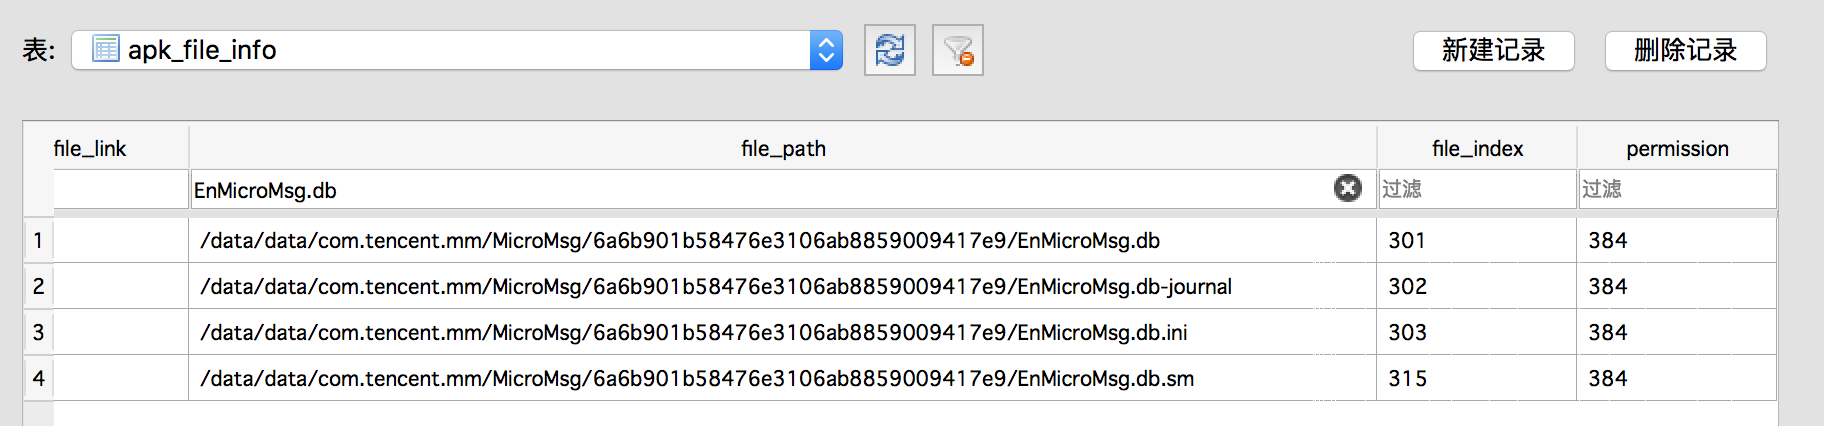 表: apk_file_info 新建记录 删除记录
file_link file_path file_index permission
EnMicroMsg.db 过滤 过滤
1 /data/data/com.tencent.mm/MicroMsg/6a6b901b58476e3106ab8859009417e9/EnMicroMsg.db 301 384
2 /data/data/com.tencent.mm/MicroMsg/6a6b901b58476e3106ab8859009417e9/EnMicroMsg.db-journal 302 384
3 /data/data/com.tencent.mm/MicroMsg/6a6b901b58476e3106ab8859009417e9/EnMicroMsg.db.ini 303 384
4 /data/data/com.tencent.mm/MicroMsg/6a6b901b58476e3106ab8859009417e9/EnMicroMsg.db.sm 315 384